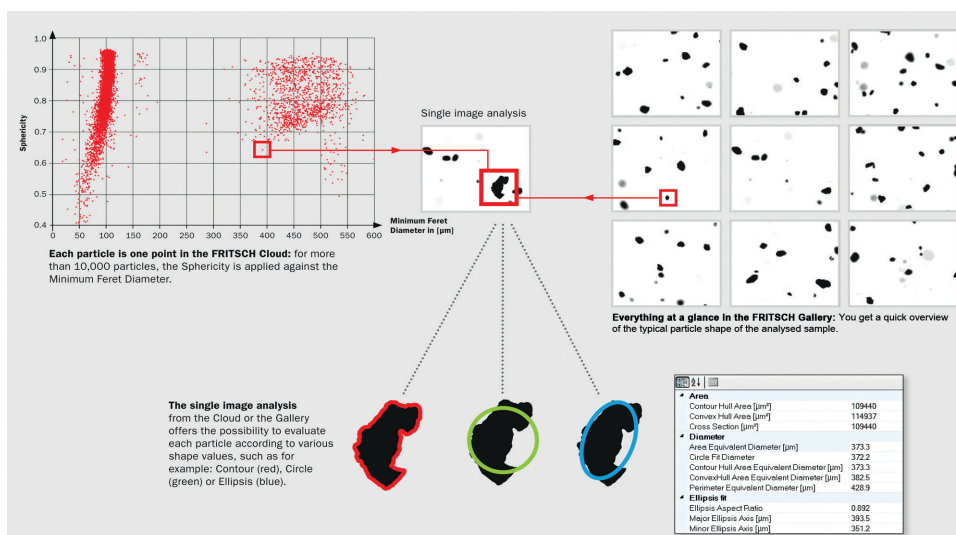 1.0
0.9
0.8
0.7
0.6
0.5
0.4
Sphericity
0 50 100 150 200 250 300 350 400 450 500 550 600
Minimum Feret
Diameter in [µm]
Each particle is one point in the FRITSCH Cloud: for more
than 10,000 particles, the Sphericity is applied against the
Minimum Feret Diameter.
Single image analysis
Everything at a glance in the FRITSCH Gallery: You get a quick overview
of the typical particle shape of the analysed sample.
The single image analysis
from the Cloud or the Gallery
offers the possibility to evaluate
each particle according to various
shape values, such as for
example: Contour (red), Circle
(green) or Ellipsis (blue).
Area
Contour Hull Area [µm²] 109440
Convex Hull Area [µm²] 114937
Cross Section [µm²] 109440
Diameter
Area Equivalent Diameter [µm] 373.3
Circle Fit Diameter 372.2
Contour Hull Area Equivalent Diameter [µm] 373.3
ConvexHull Area Equivalent Diameter [µm] 382.5
Perimeter Equivalent Diameter [µm] 428.9
Ellipsis fit
Ellipsis Aspect Ratio 0.892
Major Ellipsis Axis [µm] 393.5
Minor Ellipsis Axis [µm] 351.2